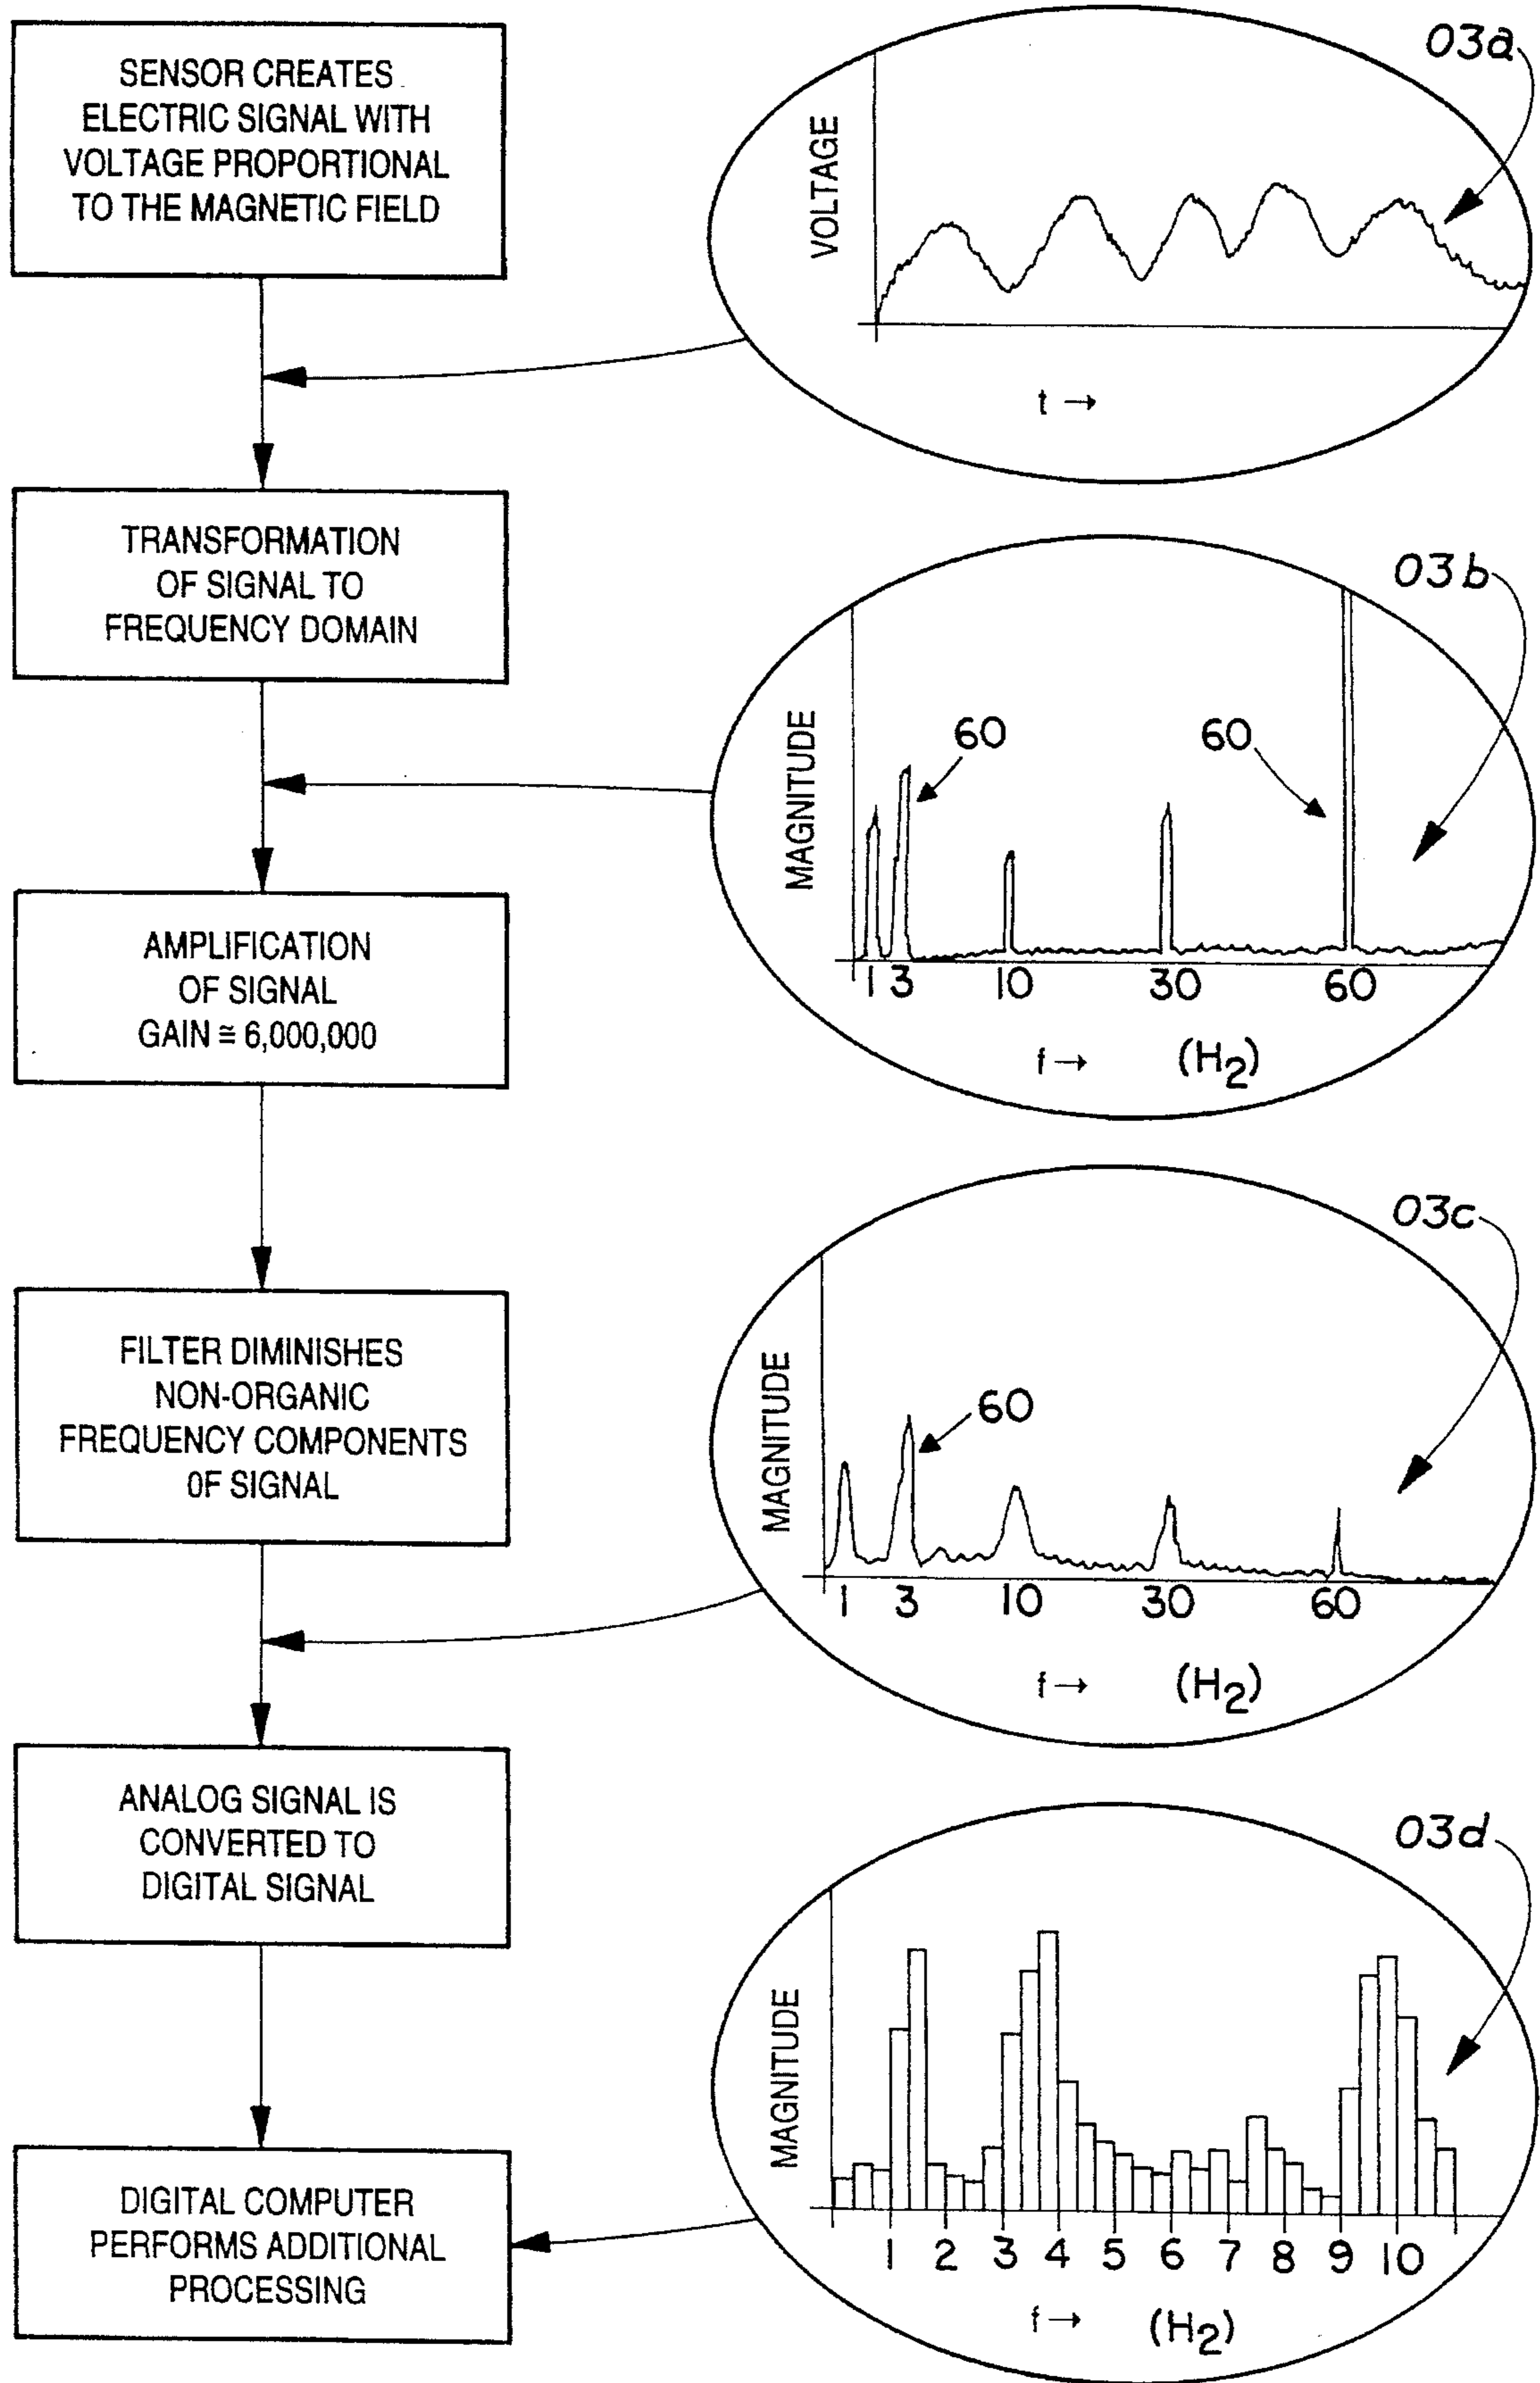 SENSOR CREATES
ELECTRIC SIGNAL WITH
VOLTAGE PROPORTIONAL
TO THE MAGNETIC FIELD
03a
VOLTAGE
t →
TRANSFORMATION
OF SIGNAL TO
FREQUENCY DOMAIN
03b
MAGNITUDE
60
60
1 3 10 30 60
f → (H2)
AMPLIFICATION
OF SIGNAL
GAIN ≅ 6,000,000
FILTER DIMINISHES
NON-ORGANIC
FREQUENCY COMPONENTS
OF SIGNAL
03c
MAGNITUDE
60
1 3 10 30 60
f → (H2)
ANALOG SIGNAL IS
CONVERTED TO
DIGITAL SIGNAL
03d
MAGNITUDE
1 2 3 4 5 6 7 8 9 10
f → (H2)
DIGITAL COMPUTER
PERFORMS ADDITIONAL
PROCESSING